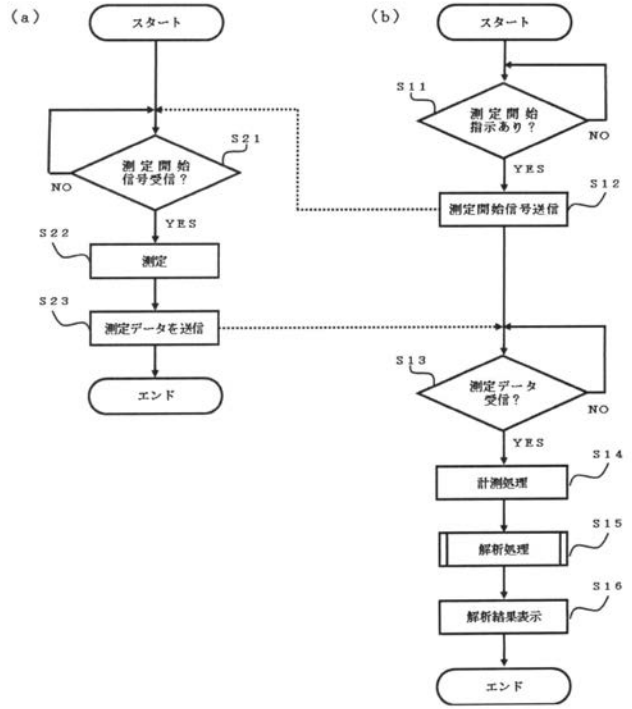 (a)
スタート
S21
測定開始
信号受信？
NO
YES
S22
測定
S23
測定データを送信
エンド
(b)
スタート
S11
測定開始
指示あり？
NO
YES
S12
測定開始信号送信
S13
測定データ
受信？
NO
YES
S14
計測処理
S15
解析処理
S16
解析結果表示
エンド